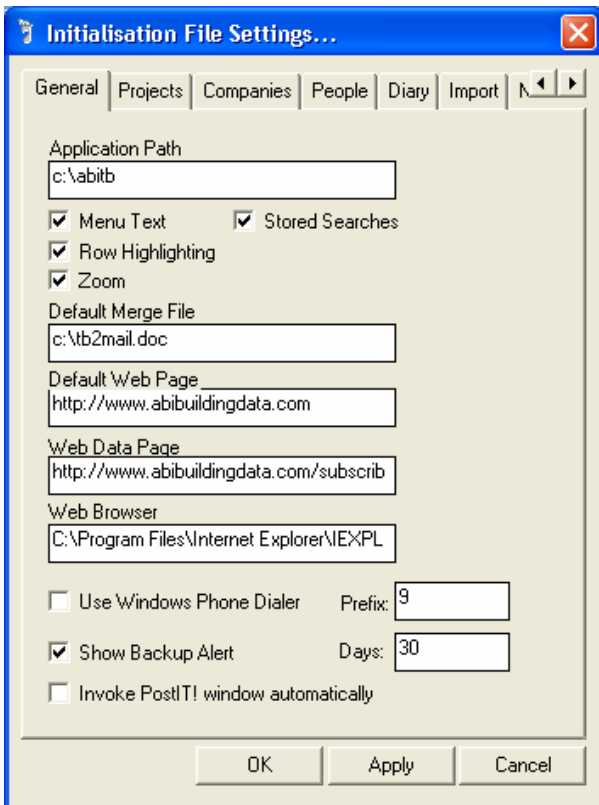 Initialisation File Settings...
General Projects Companies People Diary Import
Application Path
c:\abitb
Menu Text Stored Searches
Row Highlighting
Zoom
Default Merge File
c:\tb2mail.doc
Default Web Page
http://www.abibuildingdata.com
Web Data Page
http://www.abibuildingdata.com/subscrib
Web Browser
C:\Program Files\Internet Explorer\IEXPL
Use Windows Phone Dialer Prefix: 9
Show Backup Alert Days: 30
Invoke PostIT! window automatically
OK Apply Cancel